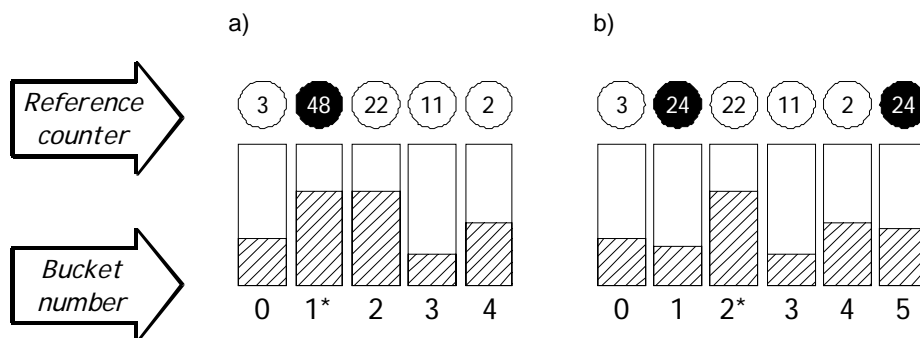 a) b)
Reference
counter
3 48 22 11 2 3 24 22 11 2 24
Bucket
number
0 1* 2 3 4 0 1 2* 3 4 5